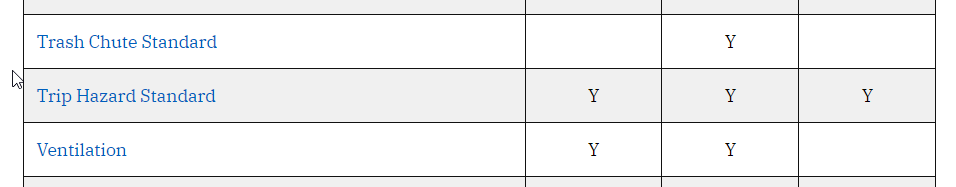 Trash Chute Standard Y
Trip Hazard Standard Y Y Y
Ventilation Y Y